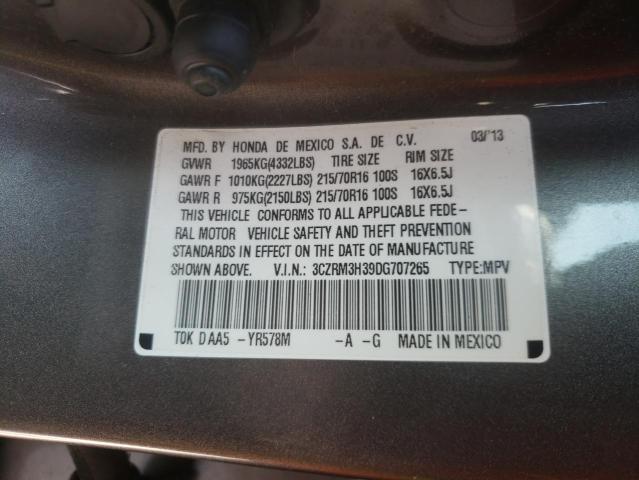 MFD. BY HONDA DE MEXICO S.A. DE C.V. 03/'13
GVWR 1965KG(4332LBS) TIRE SIZE RIM SIZE
GAWR F 1010KG(2227LBS) 215/70R16 100S 16X6.5J
GAWR R 975KG(2150LBS) 215/70R16 100S 16X6.5J
THIS VEHICLE CONFORMS TO ALL APPLICABLE FEDE-
RAL MOTOR VEHICLE SAFETY AND THEFT PREVENTION
STANDARDS IN EFFECT ON THE DATE OF MANUFACTURE
SHOWN ABOVE. V.I.N.: 3CZRM3H39DG707265 TYPE:MPV
T0K D AA5 -YR578M -A -G MADE IN MEXICO